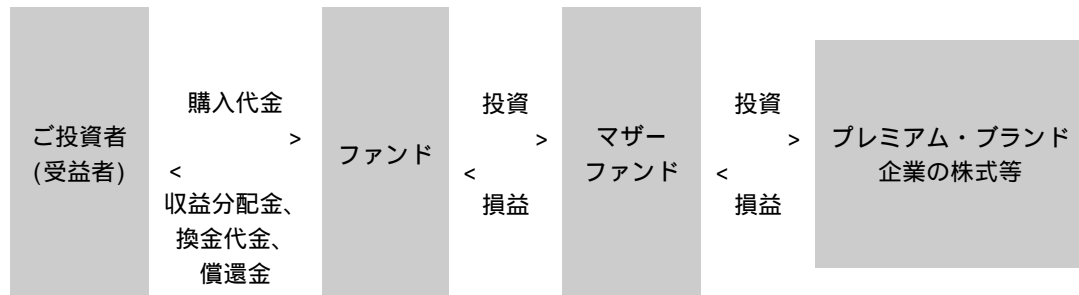 ご投資者
(受益者)
購入代金
>
<
収益分配金、
換金代金、
償還金
ファンド
投資
>
<
損益
マザー
ファンド
投資
>
<
損益
プレミアム・ブランド
企業の株式等